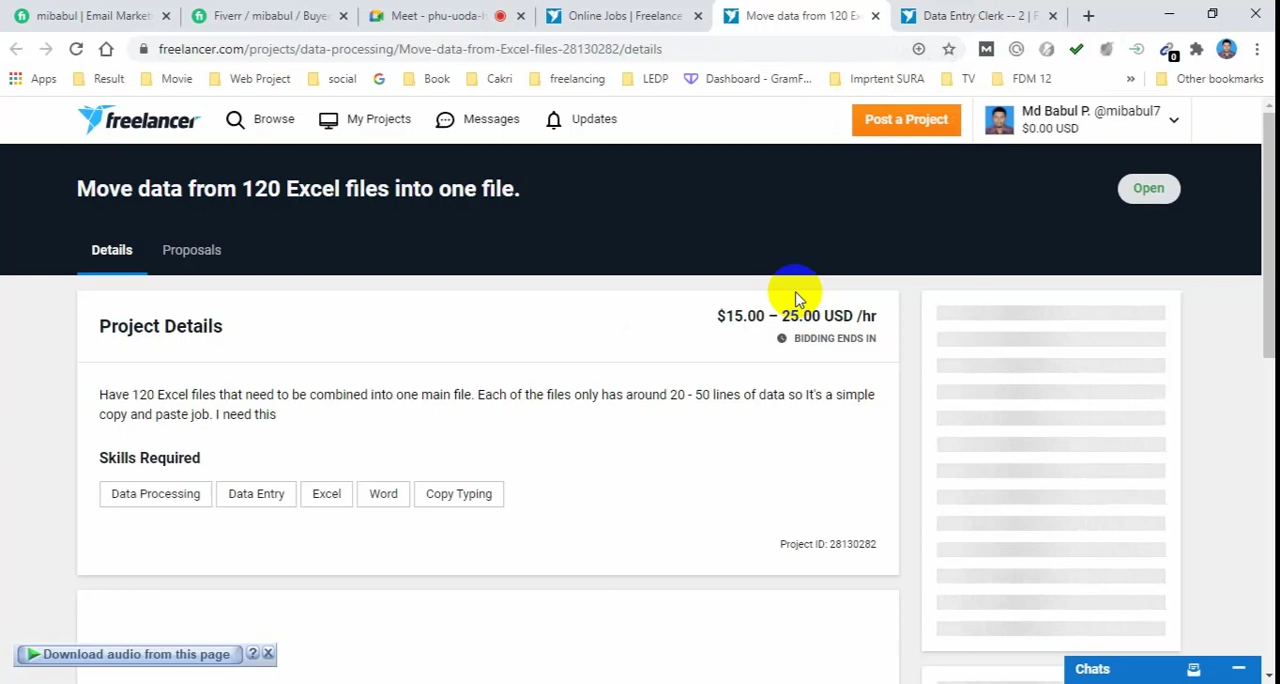 mibabul | Email Market
Fiverr / mibabul / Buye
Meet - phu-uoda-
Online Jobs | Freelance
Move data from 120 Ex
Data Entry Clerk -- 2 | F
freelancer.com/projects/data-processing/Move-data-from-Excel-files-28130282/details
M
0
Apps
Result
Movie
Web Project
social
G
Book
Cakri
freelancing
LEDP
Dashboard - GramF...
Imprtent SURA
TV
FDM 12
»
Other bookmarks
freelancer
Browse
My Projects
Messages
Updates
Post a Project
Md Babul P. @mibabul7
$0.00 USD
Move data from 120 Excel files into one file.
Open
Details
Proposals
Project Details
$15.00 – 25.00 USD /hr
BIDDING ENDS IN
Have 120 Excel files that need to be combined into one main file. Each of the files only has around 20 - 50 lines of data so It's a simple
copy and paste job. I need this
Skills Required
Data Processing
Data Entry
Excel
Word
Copy Typing
Project ID: 28130282
Download audio from this page
?
X
Chats